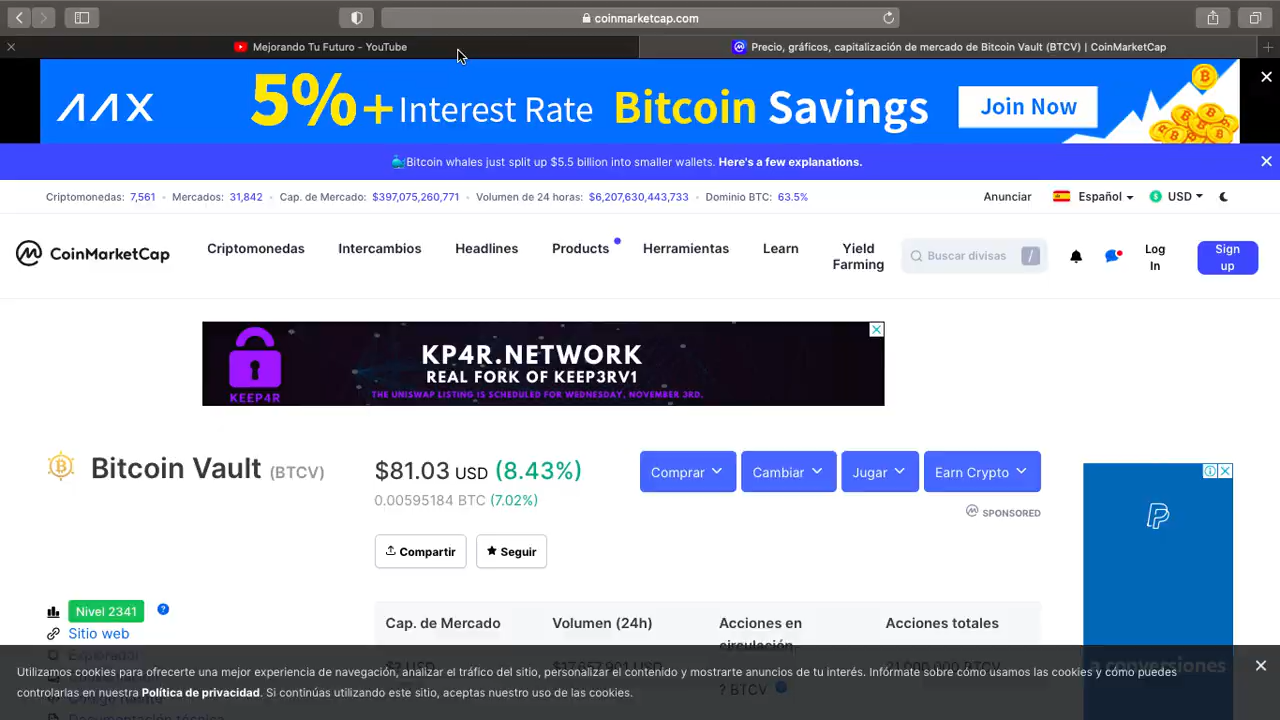 coinmarketcap.com
Mejorando Tu Futuro - YouTube
Precio, gráficos, capitalización de mercado de Bitcoin Vault (BTCV) | CoinMarketCap
AAX
5%+ Interest Rate Bitcoin Savings
Join Now
Bitcoin whales just split up $5.5 billion into smaller wallets. Here's a few explanations.
Criptomonedas: 7,561 Mercados: 31,842 Cap. de Mercado: $397,075,260,771 Volumen de 24 horas: $6,207,630,443,733 Dominio BTC: 63.5%
Anunciar Español USD
CoinMarketCap
Criptomonedas Intercambios Headlines Products Herramientas Learn Yield Farming
Buscar divisas /
Log In
Sign up
KP4R.NETWORK
REAL FORK OF KEEP3RV1
KEEP4R
THE UNISWAP LISTING IS SCHEDULED FOR WEDNESDAY, NOVEMBER 3RD.
Bitcoin Vault (BTCV)
$81.03 USD (8.43%)
0.00595184 BTC (7.02%)
Comprar Cambiar Jugar Earn Crypto
SPONSORED
Compartir Seguir
Nivel 2341
Sitio web
Cap. de Mercado Volumen (24h) Acciones en circulación Acciones totales
? BTCV
Utilizamos cookies para ofrecerte una mejor experiencia de navegación, analizar el tráfico del sitio, personalizar el contenido y mostrarte anuncios de tu interés. Infórmate sobre cómo usamos las cookies y cómo puedes
controlarlas en nuestra Política de privacidad. Si continúas utilizando este sitio, aceptas nuestro uso de las cookies.